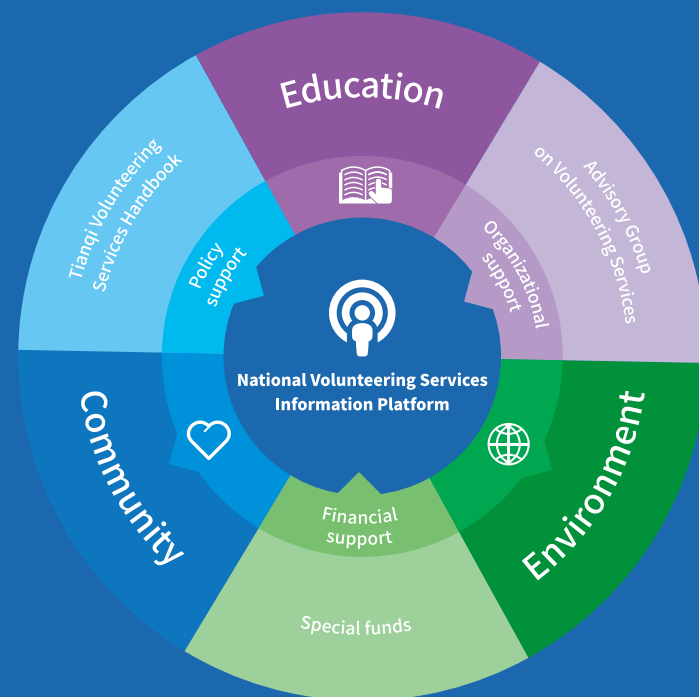 Education
Tianqi Volunteering
Services Handbook
Policy
support
Advisory Group
on Volunteering Services
Organizational
support
National Volunteering Services
Information Platform
Community
Environment
Financial
support
Special funds